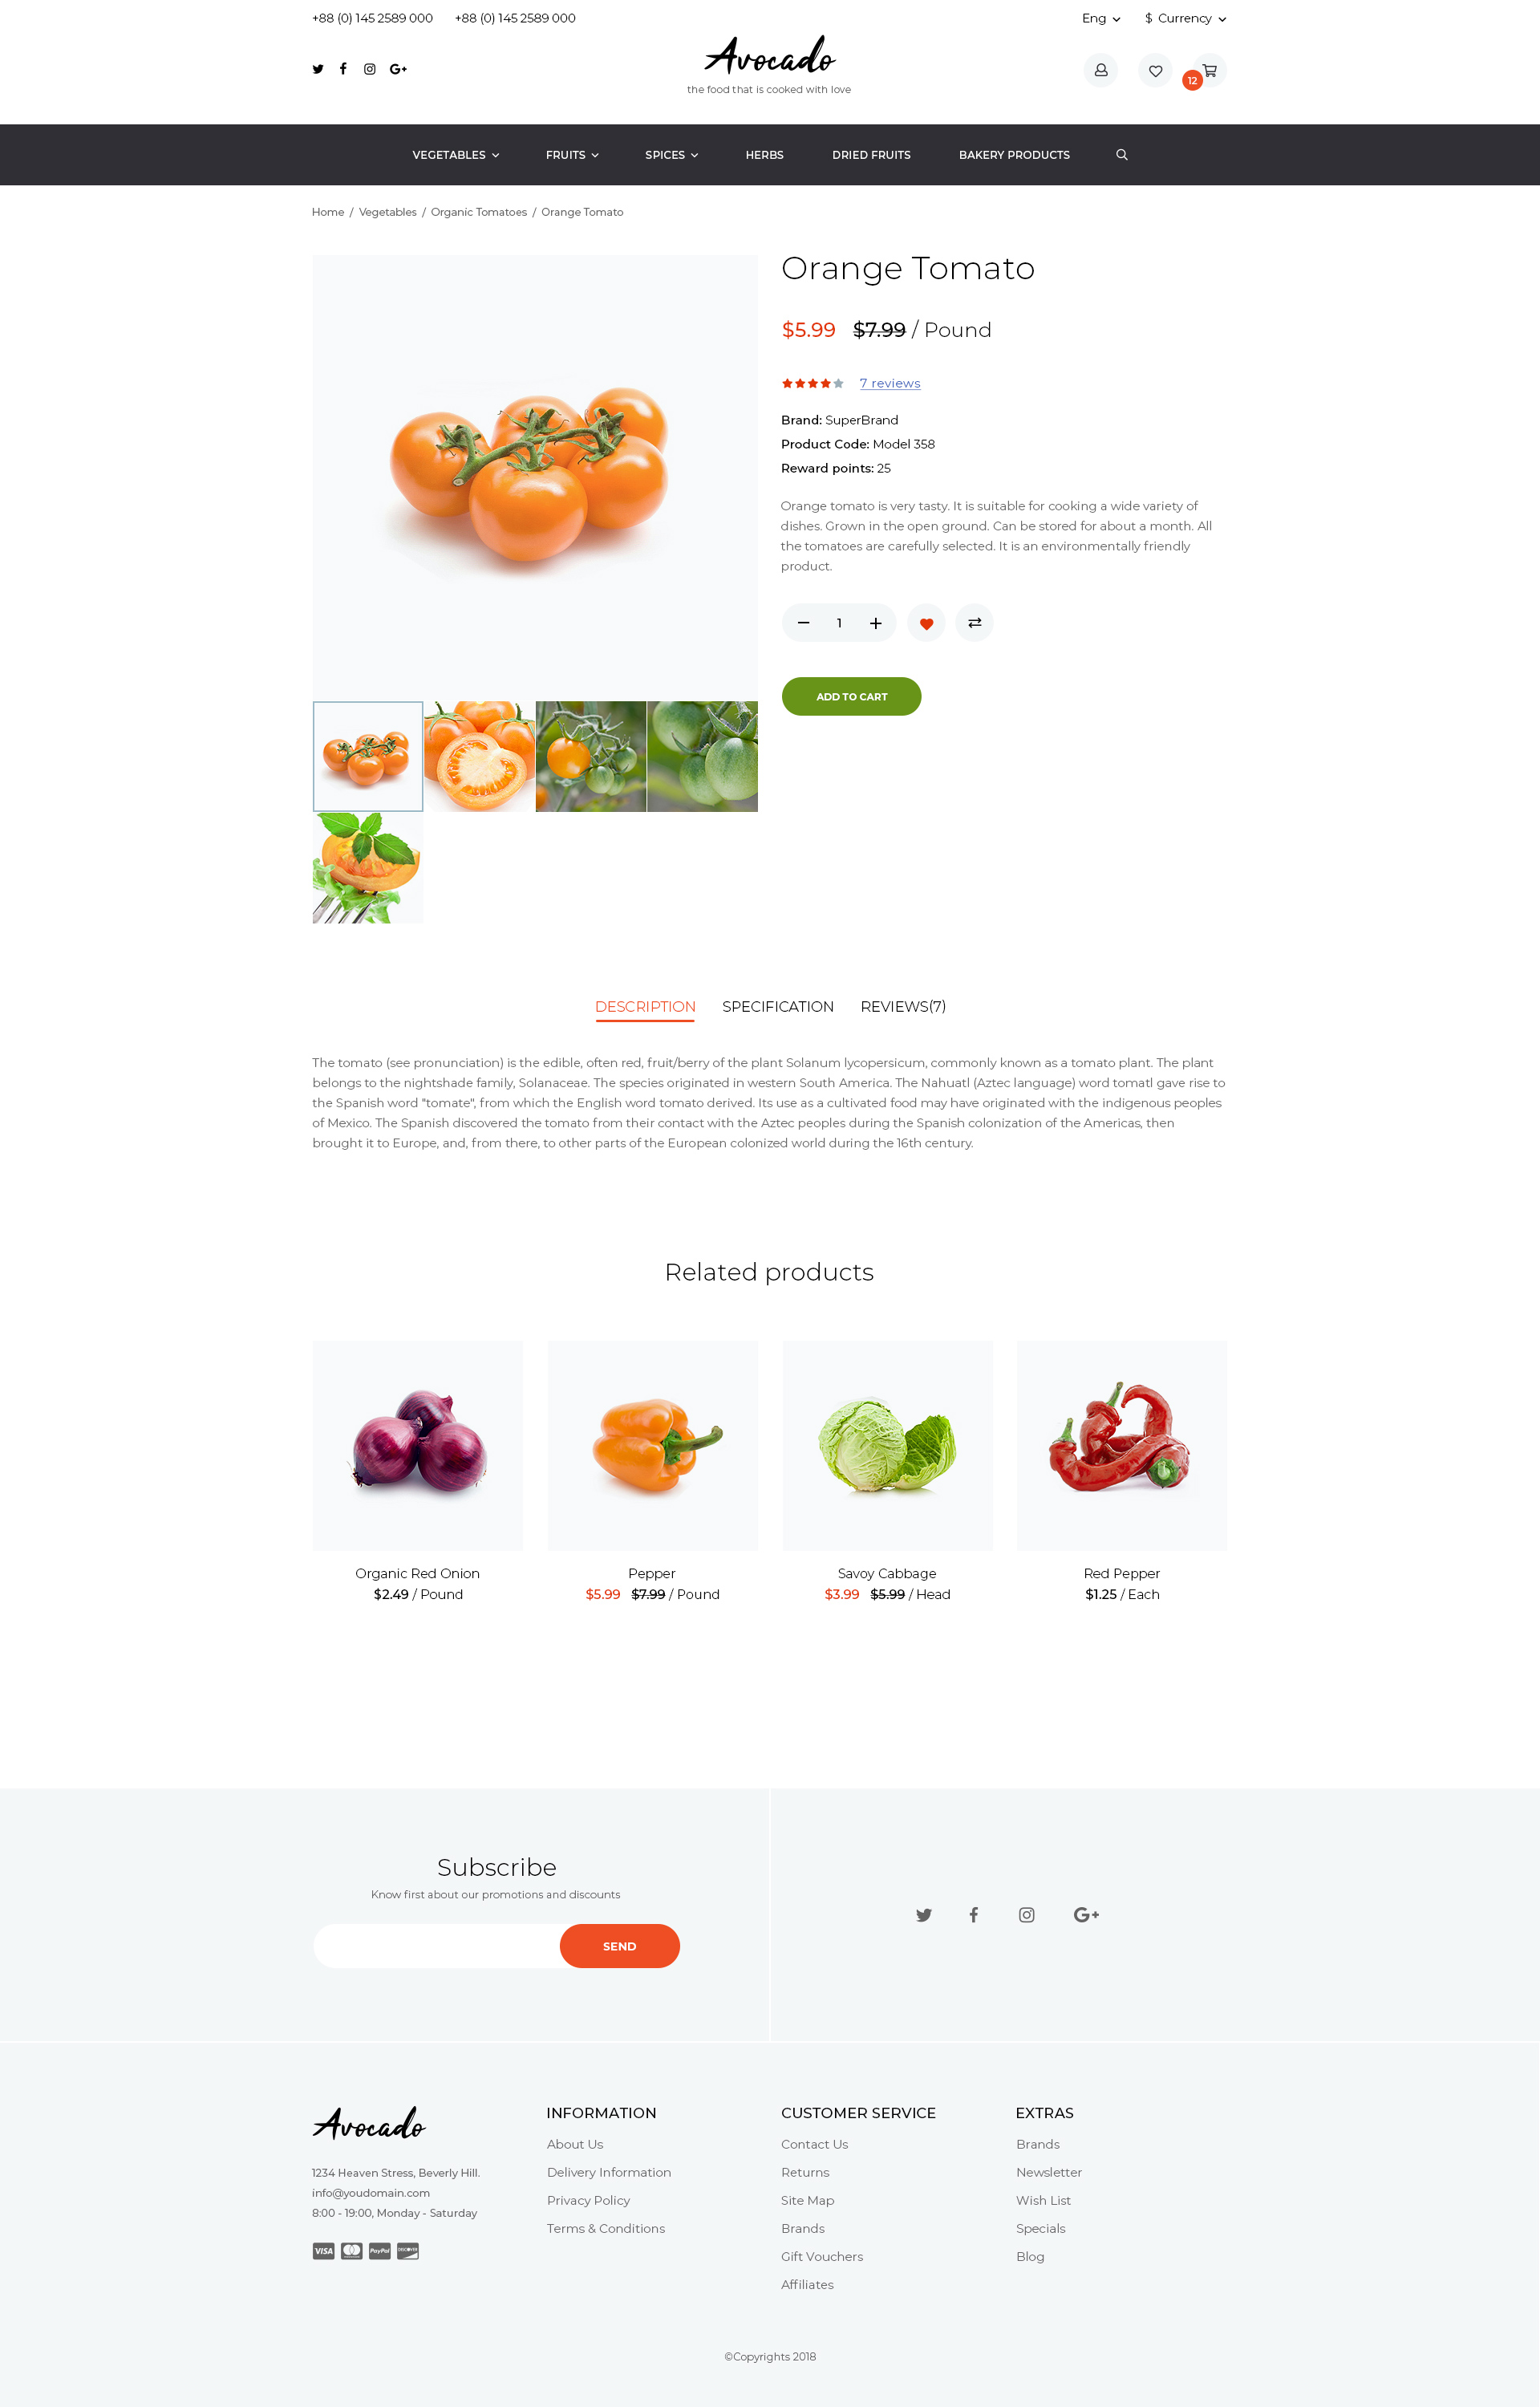 +88 (0) 145 2589 000 +88 (0) 145 2589 000 Eng $ Currency
Avocado
the food that is cooked with love
12
VEGETABLES FRUITS SPICES HERBS DRIED FRUITS BAKERY PRODUCTS
Home / Vegetables / Organic Tomatoes / Orange Tomato
Orange Tomato
$5.99 $7.99 / Pound
7 reviews
Brand: SuperBrand
Product Code: Model 358
Reward points: 25
Orange tomato is very tasty. It is suitable for cooking a wide variety of
dishes. Grown in the open ground. Can be stored for about a month. All
the tomatoes are carefully selected. It is an environmentally friendly
product.
1
ADD TO CART
DESCRIPTION SPECIFICATION REVIEWS(7)
The tomato (see pronunciation) is the edible, often red, fruit/berry of the plant Solanum lycopersicum, commonly known as a tomato plant. The plant
belongs to the nightshade family, Solanaceae. The species originated in western South America. The Nahuatl (Aztec language) word tomatl gave rise to
the Spanish word "tomate", from which the English word tomato derived. Its use as a cultivated food may have originated with the indigenous peoples
of Mexico. The Spanish discovered the tomato from their contact with the Aztec peoples during the Spanish colonization of the Americas, then
brought it to Europe, and, from there, to other parts of the European colonized world during the 16th century.
Related products
Organic Red Onion
$2.49 / Pound
Pepper
$5.99 $7.99 / Pound
Savoy Cabbage
$3.99 $5.99 / Head
Red Pepper
$1.25 / Each
Subscribe
Know first about our promotions and discounts
SEND
Avocado
1234 Heaven Stress, Beverly Hill.
info@youdomain.com
8:00 - 19:00, Monday - Saturday
VISA MasterCard PayPal DISCOVER
INFORMATION
About Us
Delivery Information
Privacy Policy
Terms & Conditions
CUSTOMER SERVICE
Contact Us
Returns
Site Map
Brands
Gift Vouchers
Affiliates
EXTRAS
Brands
Newsletter
Wish List
Specials
Blog
©Copyrights 2018